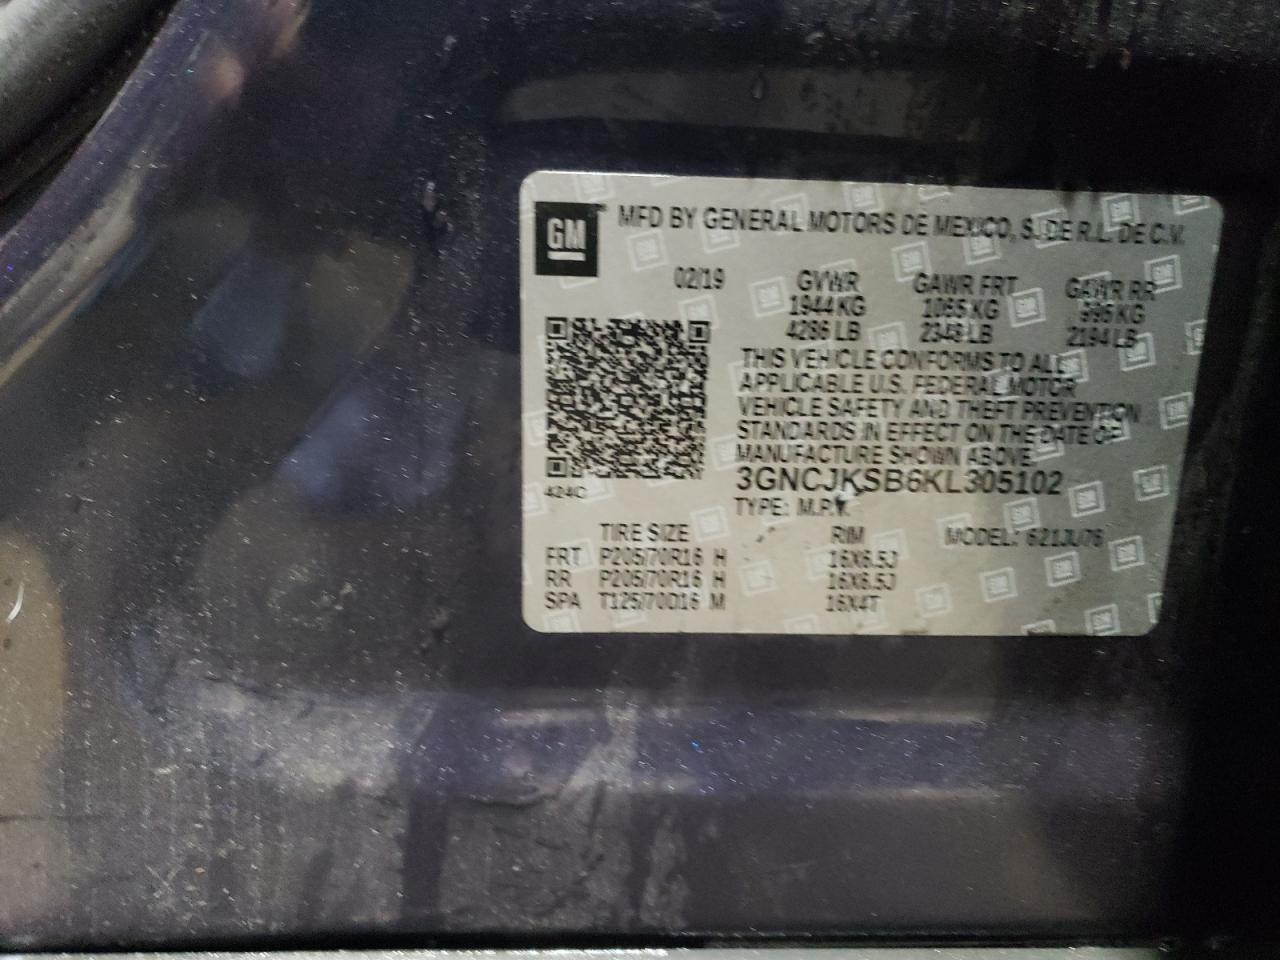 GM
MFD BY GENERAL MOTORS DE MEXICO, S. DE R.L. DE C.V.
02/19 GVWR GAWR FRT GAWR RR
1944 KG 1065 KG 995 KG
4286 LB 2348 LB 2194 LB
THIS VEHICLE CONFORMS TO ALL
APPLICABLE U.S. FEDERAL MOTOR
VEHICLE SAFETY AND THEFT PREVENTION
STANDARDS IN EFFECT ON THE DATE OF
MANUFACTURE SHOWN ABOVE.
3GNCJKSB6KL305102
424C
TYPE: M.P.V.
TIRE SIZE RIM MODEL: 621JU76
FRT P205/70R16 H 16X6.5J
RR P205/70R16 H 16X6.5J
SPA T125/70D16 M 16X4T